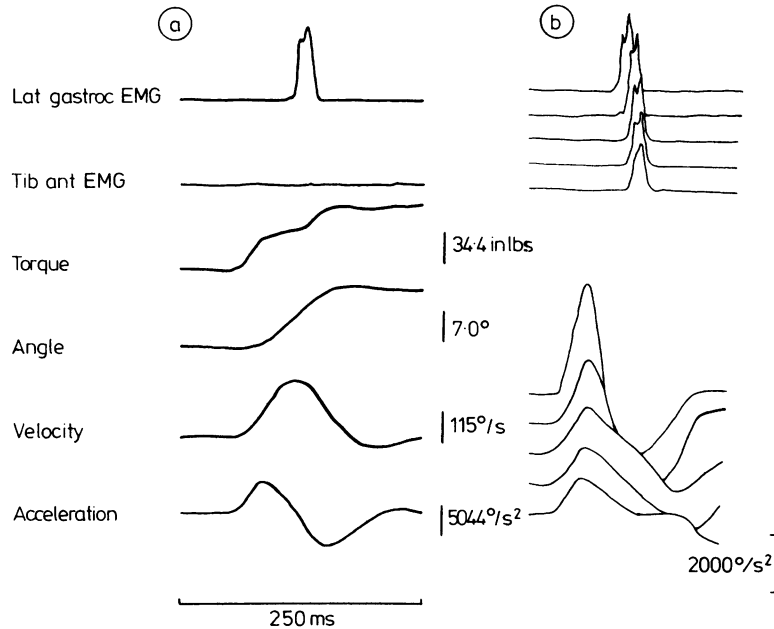 a
b
Lat gastroc EMG
Tib ant EMG
Torque
34·4 in lbs
Angle
7·0°
Velocity
115°/s
Acceleration
5044°/s²
2000°/s²
250 ms